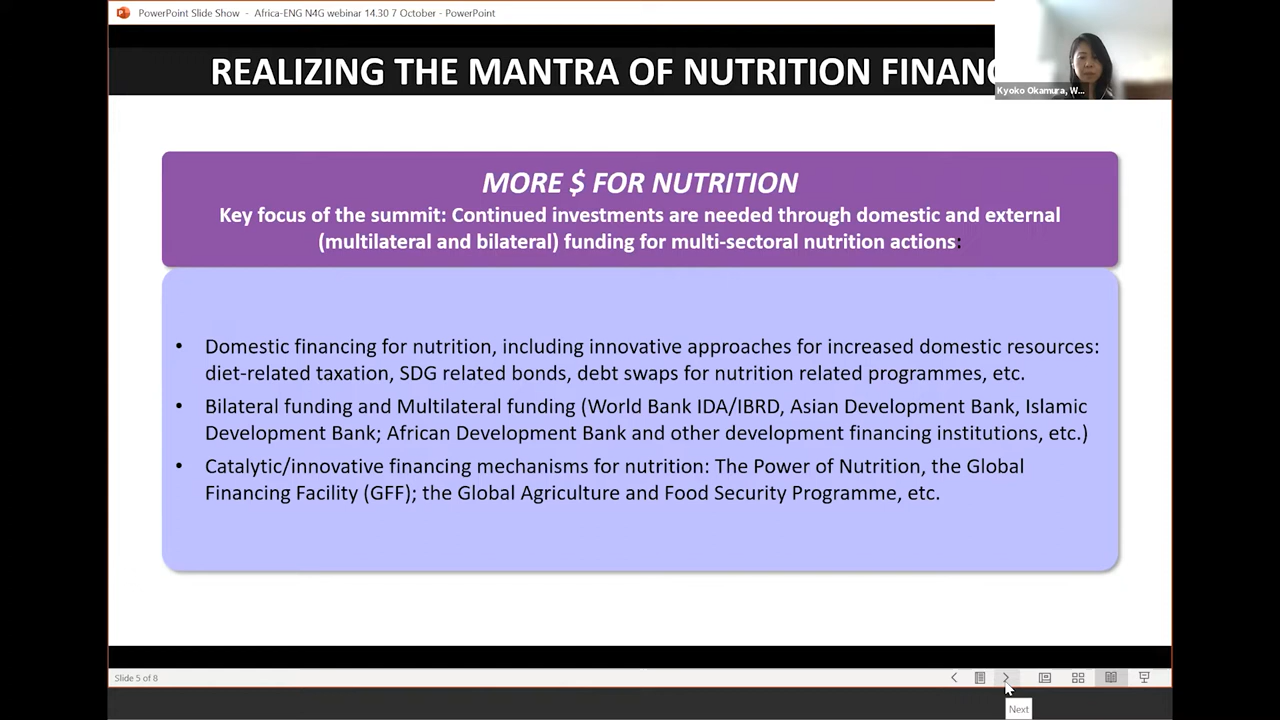 PowerPoint Slide Show - Africa-ENG N4G webinar 14.30 7 October - PowerPoint
REALIZING THE MANTRA OF NUTRITION FINANC
Kyoko Okamura, W...
MORE $ FOR NUTRITION
Key focus of the summit: Continued investments are needed through domestic and external
(multilateral and bilateral) funding for multi-sectoral nutrition actions:
• Domestic financing for nutrition, including innovative approaches for increased domestic resources:
diet-related taxation, SDG related bonds, debt swaps for nutrition related programmes, etc.
• Bilateral funding and Multilateral funding (World Bank IDA/IBRD, Asian Development Bank, Islamic
Development Bank; African Development Bank and other development financing institutions, etc.)
• Catalytic/innovative financing mechanisms for nutrition: The Power of Nutrition, the Global
Financing Facility (GFF); the Global Agriculture and Food Security Programme, etc.
Slide 5 of 8
Next